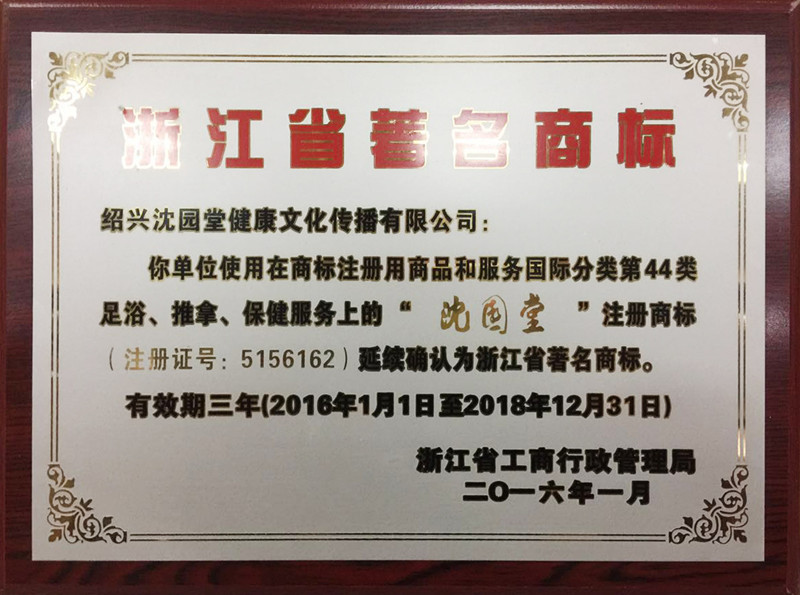 浙江省著名商标
绍兴沈园堂健康文化传播有限公司：
你单位使用在商标注册用商品和服务国际分类第44类
足浴、推拿、保健服务上的“沈园堂”注册商标
（注册证号：5156162）延续确认为浙江省著名商标。
有效期三年(2016年1月1日至2018年12月31日)
浙江省工商行政管理局
二〇一六年一月